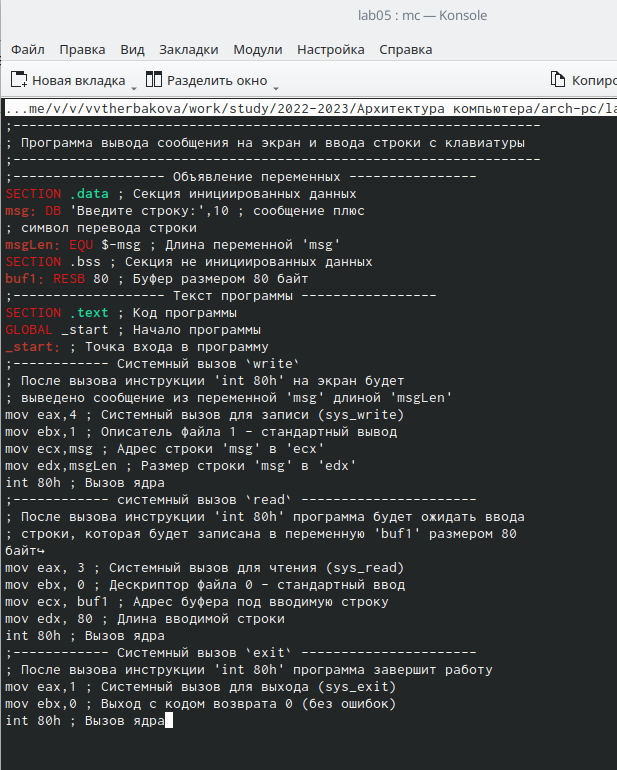 lab05 : mc — Konsole
Файл Правка Вид Закладки Модули Настройка Справка
Новая вкладка Разделить окно Копиро
...me/v/v/vvtherbakova/work/study/2022-2023/Архитектура компьютера/arch-pc/la
;-----------------------------------------------------------------
; Программа вывода сообщения на экран и ввода строки с клавиатуры
;-----------------------------------------------------------------
;------------------- Объявление переменных ----------------
SECTION .data ; Секция инициированных данных
msg: DB 'Введите строку:',10 ; сообщение плюс
; символ перевода строки
msgLen: EQU $-msg ; Длина переменной 'msg'
SECTION .bss ; Секция не инициированных данных
buf1: RESB 80 ; Буфер размером 80 байт
;------------------- Текст программы -----------------
SECTION .text ; Код программы
GLOBAL _start ; Начало программы
_start: ; Точка входа в программу
;------------ Системный вызов `write`
; После вызова инструкции 'int 80h' на экран будет
; выведено сообщение из переменной 'msg' длиной 'msgLen'
mov eax,4 ; Системный вызов для записи (sys_write)
mov ebx,1 ; Описатель файла 1 - стандартный вывод
mov ecx,msg ; Адрес строки 'msg' в 'ecx'
mov edx,msgLen ; Размер строки 'msg' в 'edx'
int 80h ; Вызов ядра
;------------ системный вызов `read` ----------------------
; После вызова инструкции 'int 80h' программа будет ожидать ввода
; строки, которая будет записана в переменную 'buf1' размером 80
байт↪
mov eax, 3 ; Системный вызов для чтения (sys_read)
mov ebx, 0 ; Дескриптор файла 0 - стандартный ввод
mov ecx, buf1 ; Адрес буфера под вводимую строку
mov edx, 80 ; Длина вводимой строки
int 80h ; Вызов ядра
;------------ Системный вызов `exit` ----------------------
; После вызова инструкции 'int 80h' программа завершит работу
mov eax,1 ; Системный вызов для выхода (sys_exit)
mov ebx,0 ; Выход с кодом возврата 0 (без ошибок)
int 80h ; Вызов ядра